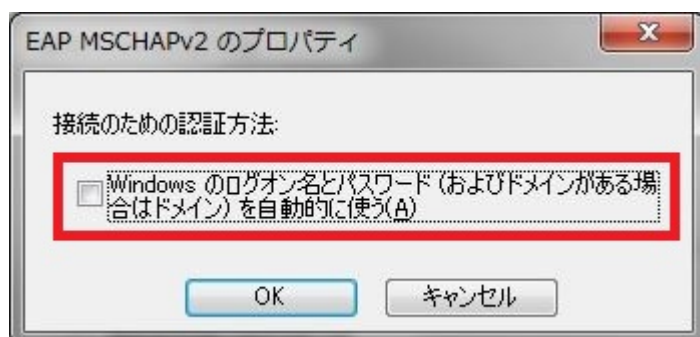 EAP MSCHAPv2 のプロパティ
接続のための認証方法:
Windows のログオン名とパスワード (およびドメインがある場
合はドメイン) を自動的に使う(A)
OK
キャンセル